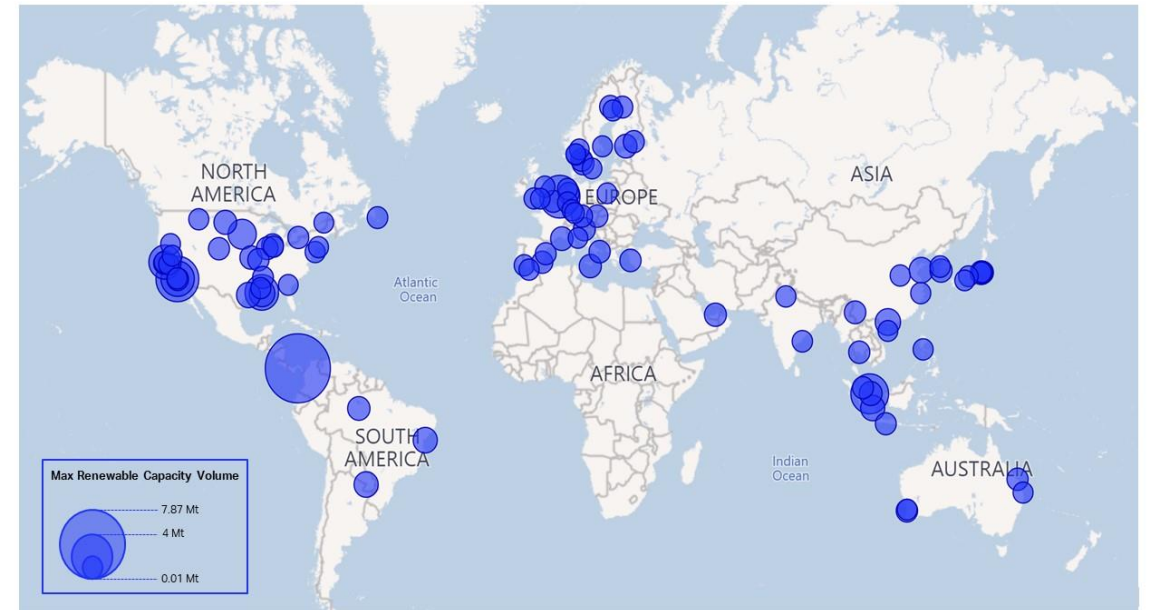 NORTH
AMERICA
ASIA
EUROPE
Atlantic
Ocean
AFRICA
SOUTH
AMERICA
Indian
Ocean
AUSTRALIA
Max Renewable Capacity Volume
7.87 Mt
4 Mt
0.01 Mt